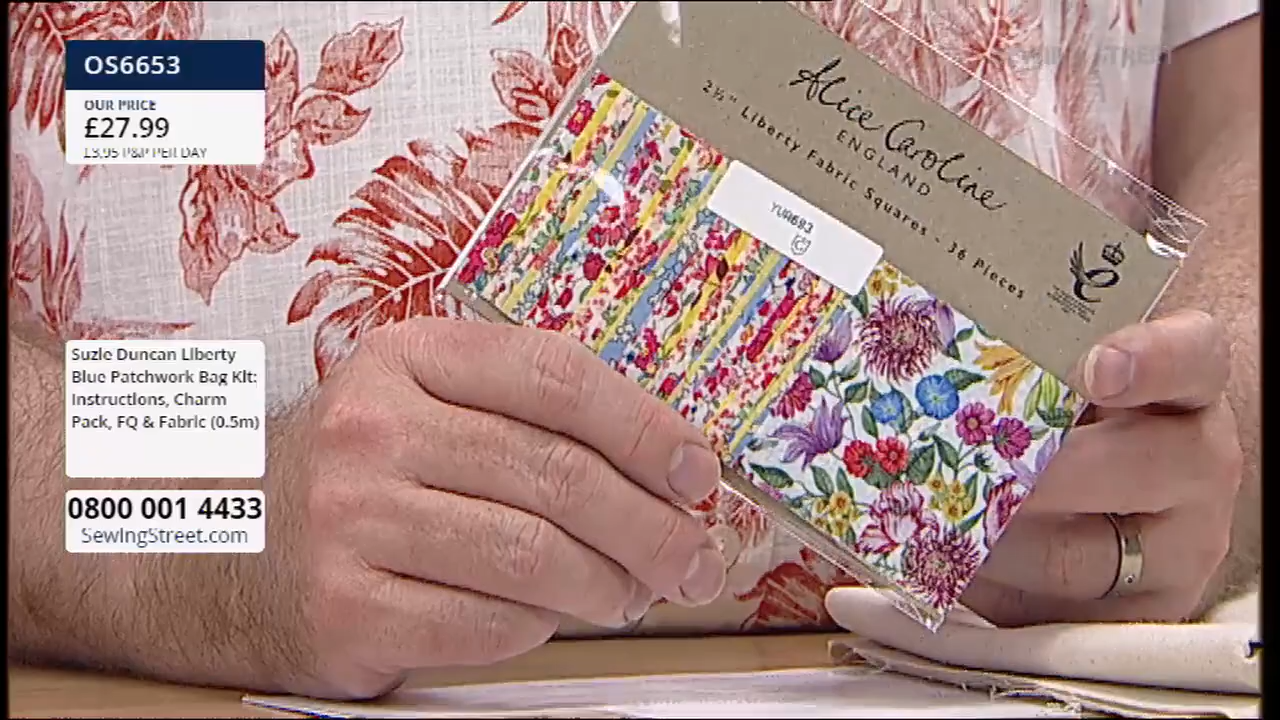 OS6653
OUR PRICE
£27.99
£3.95 P&P PER DAY
Suzie Duncan Liberty
Blue Patchwork Bag Kit:
Instructions, Charm
Pack, FQ & Fabric (0.5m)
0800 001 4433
SewingStreet.com
Alice Caroline
ENGLAND
2½" Liberty Fabric Squares - 36 Pieces
SEWING STREET